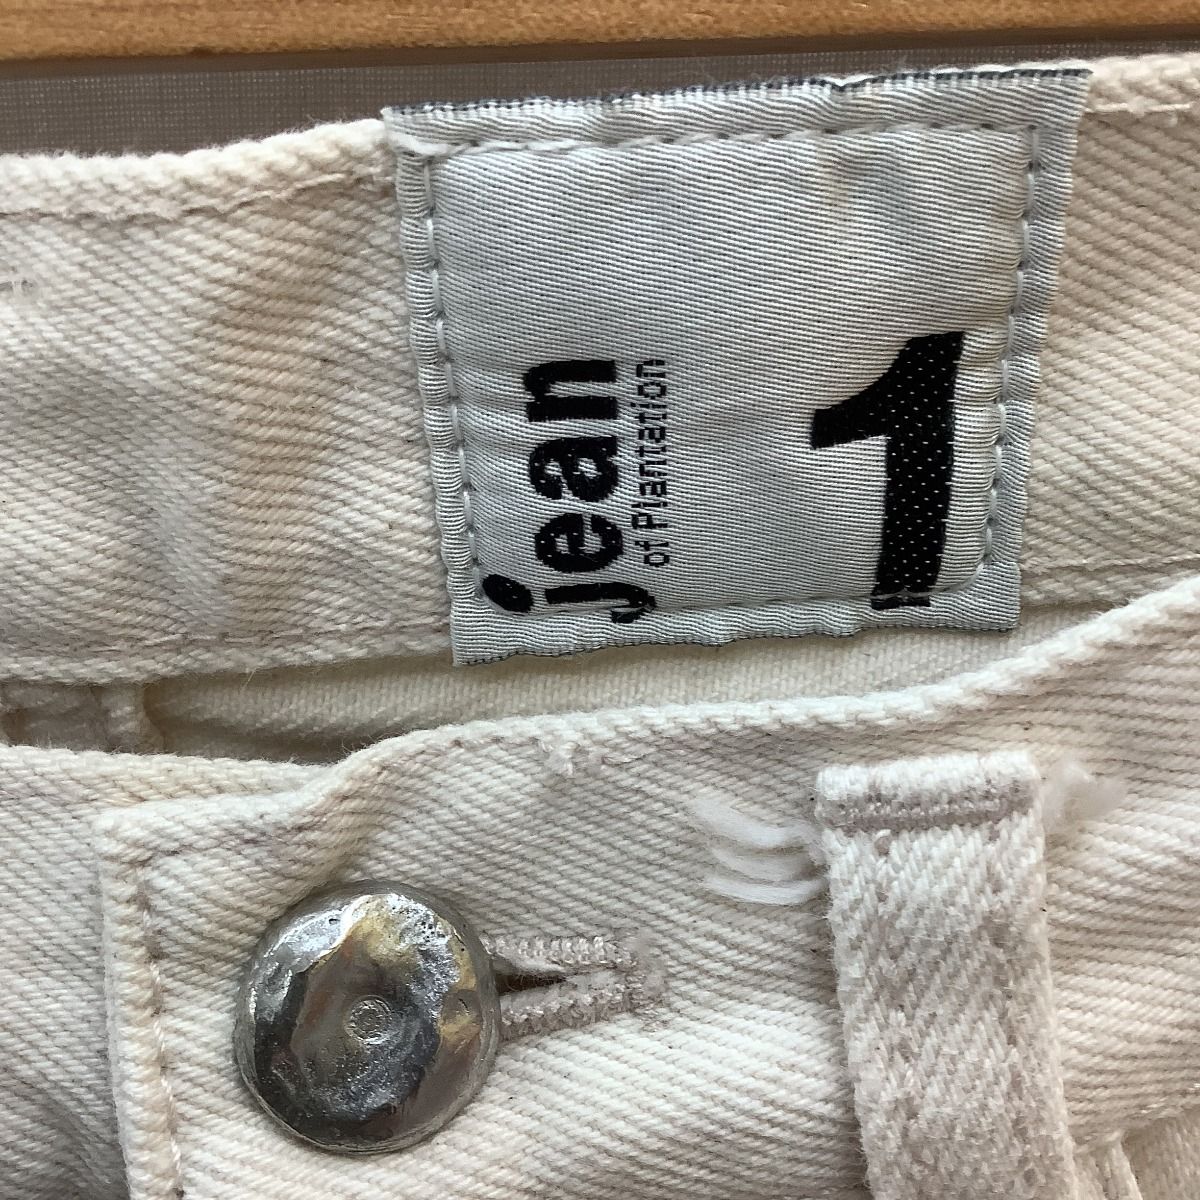 jean
of Plantation
1